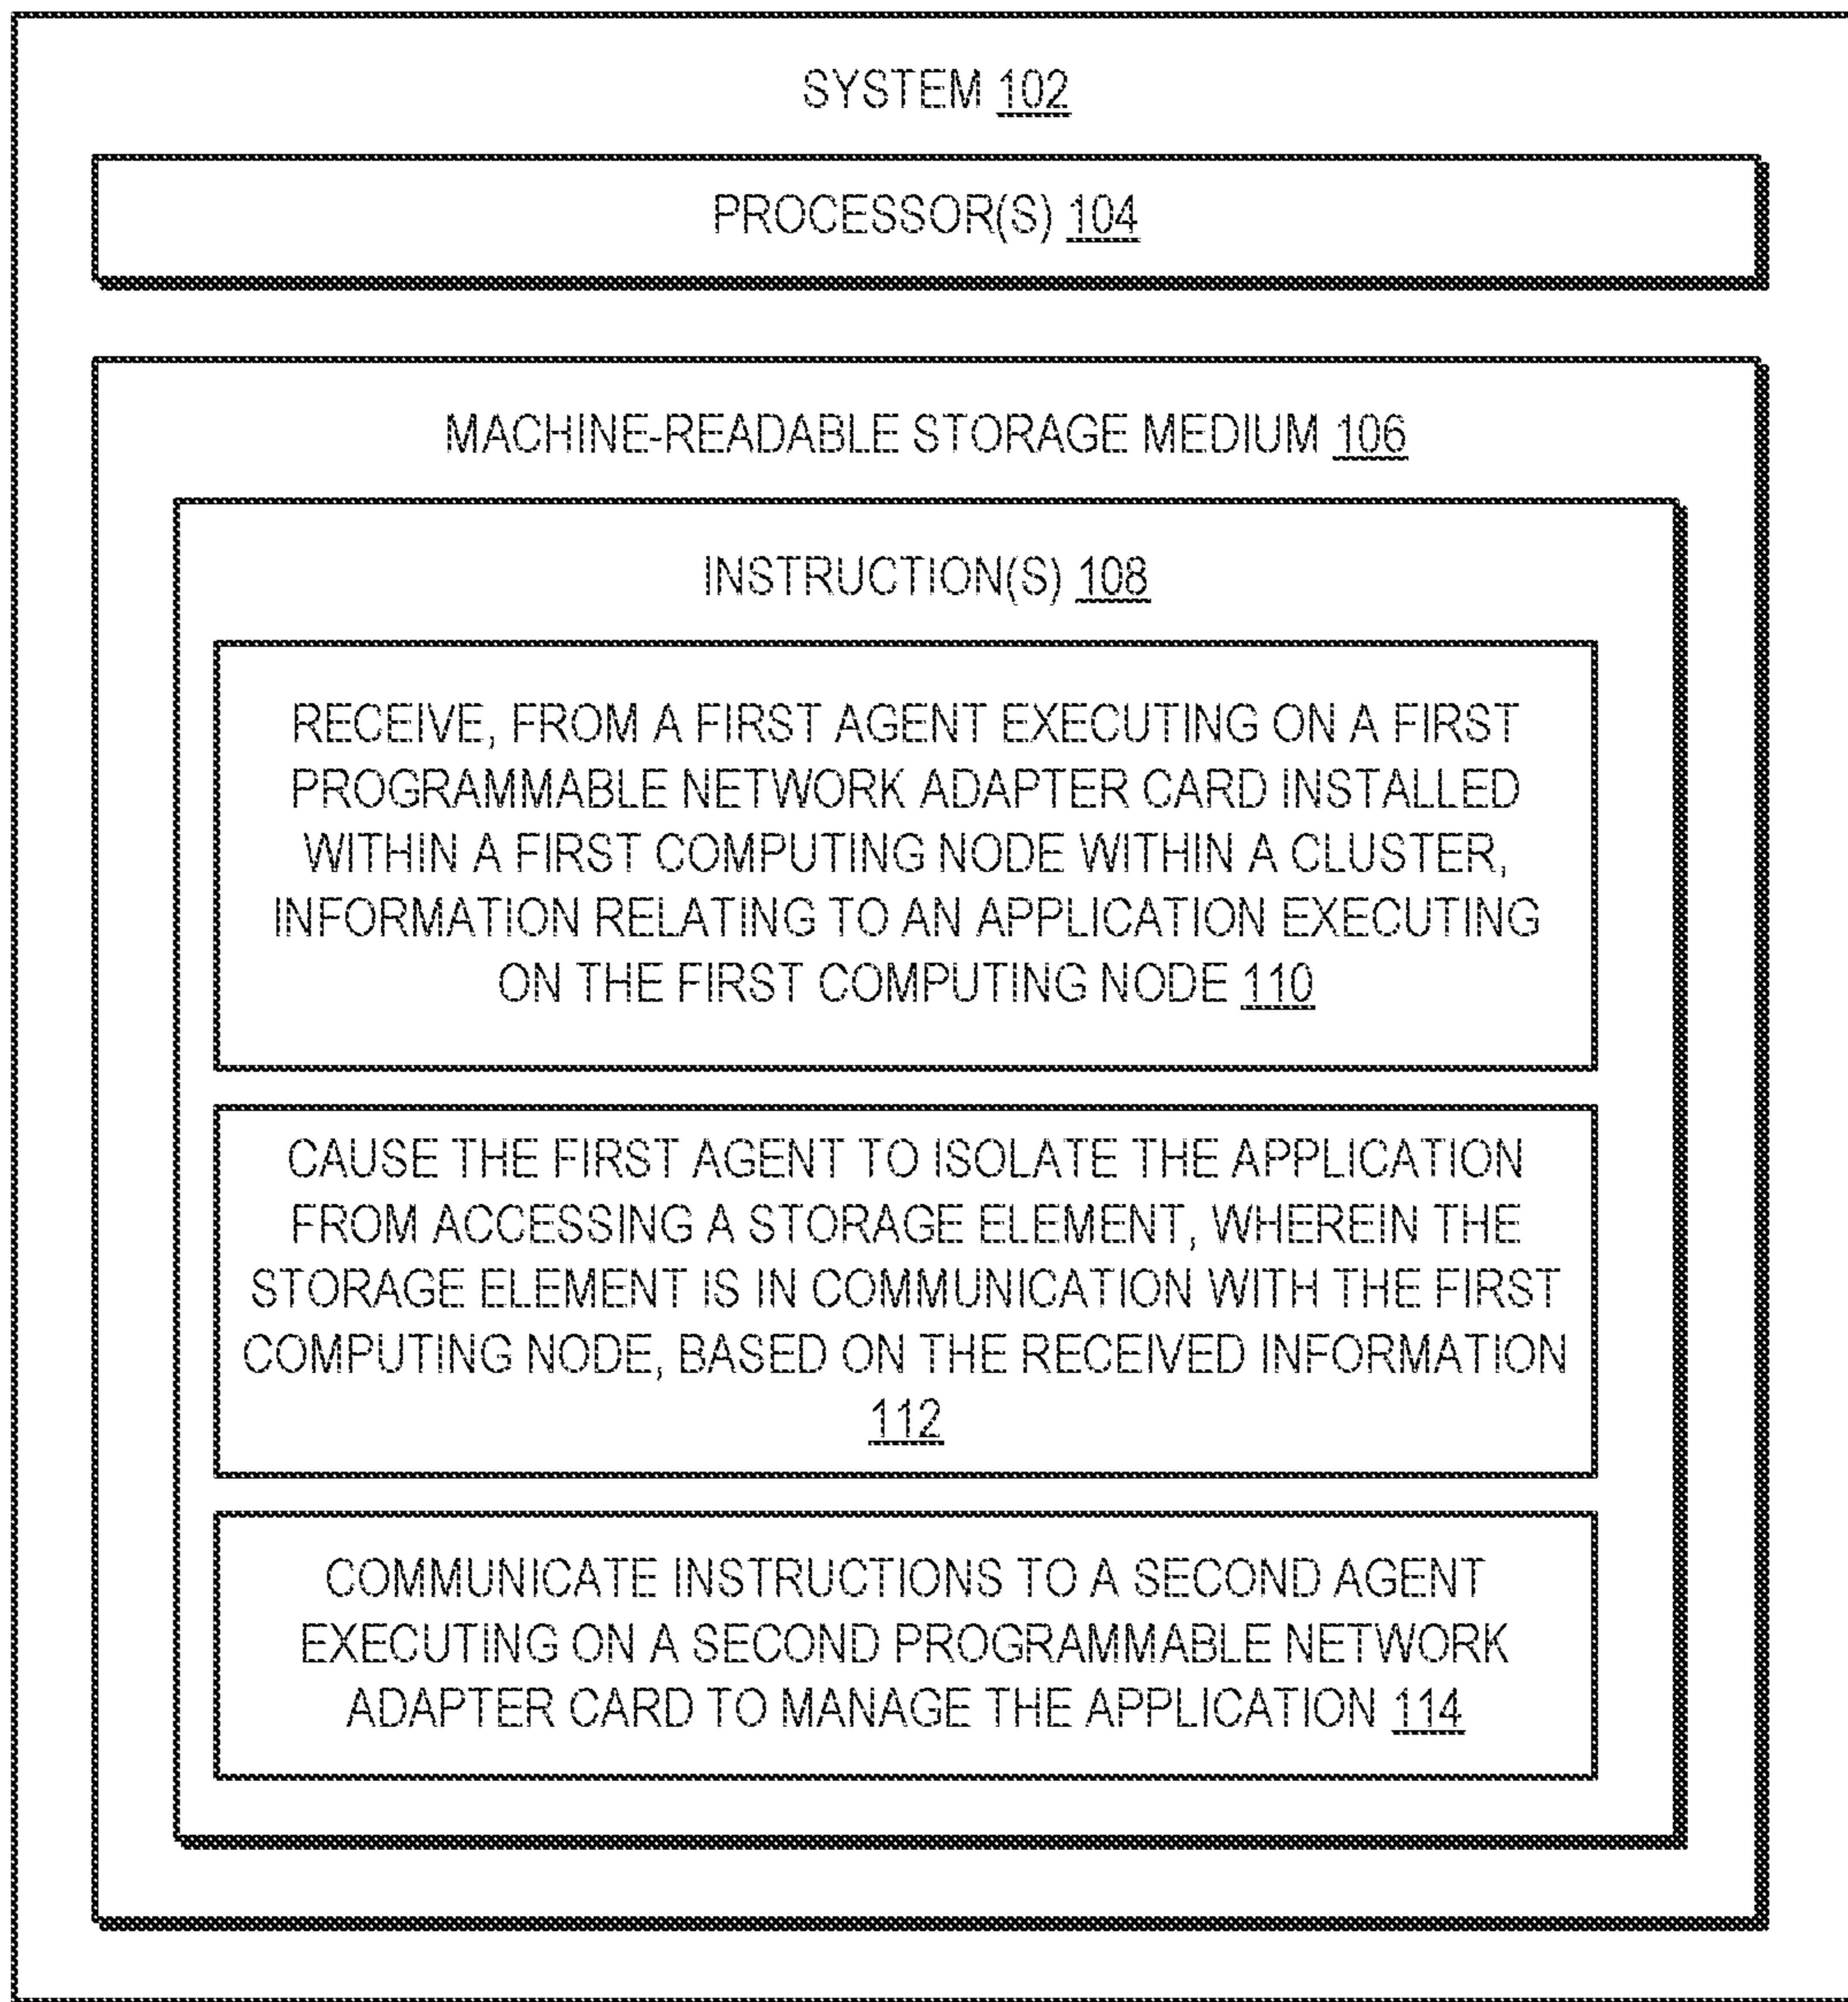 SYSTEM 102
PROCESSOR(S) 104
MACHINE-READABLE STORAGE MEDIUM 106
INSTRUCTION(S) 108
RECEIVE, FROM A FIRST AGENT EXECUTING ON A FIRST
PROGRAMMABLE NETWORK ADAPTER CARD INSTALLED
WITHIN A FIRST COMPUTING NODE WITHIN A CLUSTER,
INFORMATION RELATING TO AN APPLICATION EXECUTING
ON THE FIRST COMPUTING NODE 110
CAUSE THE FIRST AGENT TO ISOLATE THE APPLICATION
FROM ACCESSING A STORAGE ELEMENT, WHEREIN THE
STORAGE ELEMENT IS IN COMMUNICATION WITH THE FIRST
COMPUTING NODE, BASED ON THE RECEIVED INFORMATION
112
COMMUNICATE INSTRUCTIONS TO A SECOND AGENT
EXECUTING ON A SECOND PROGRAMMABLE NETWORK
ADAPTER CARD TO MANAGE THE APPLICATION 114